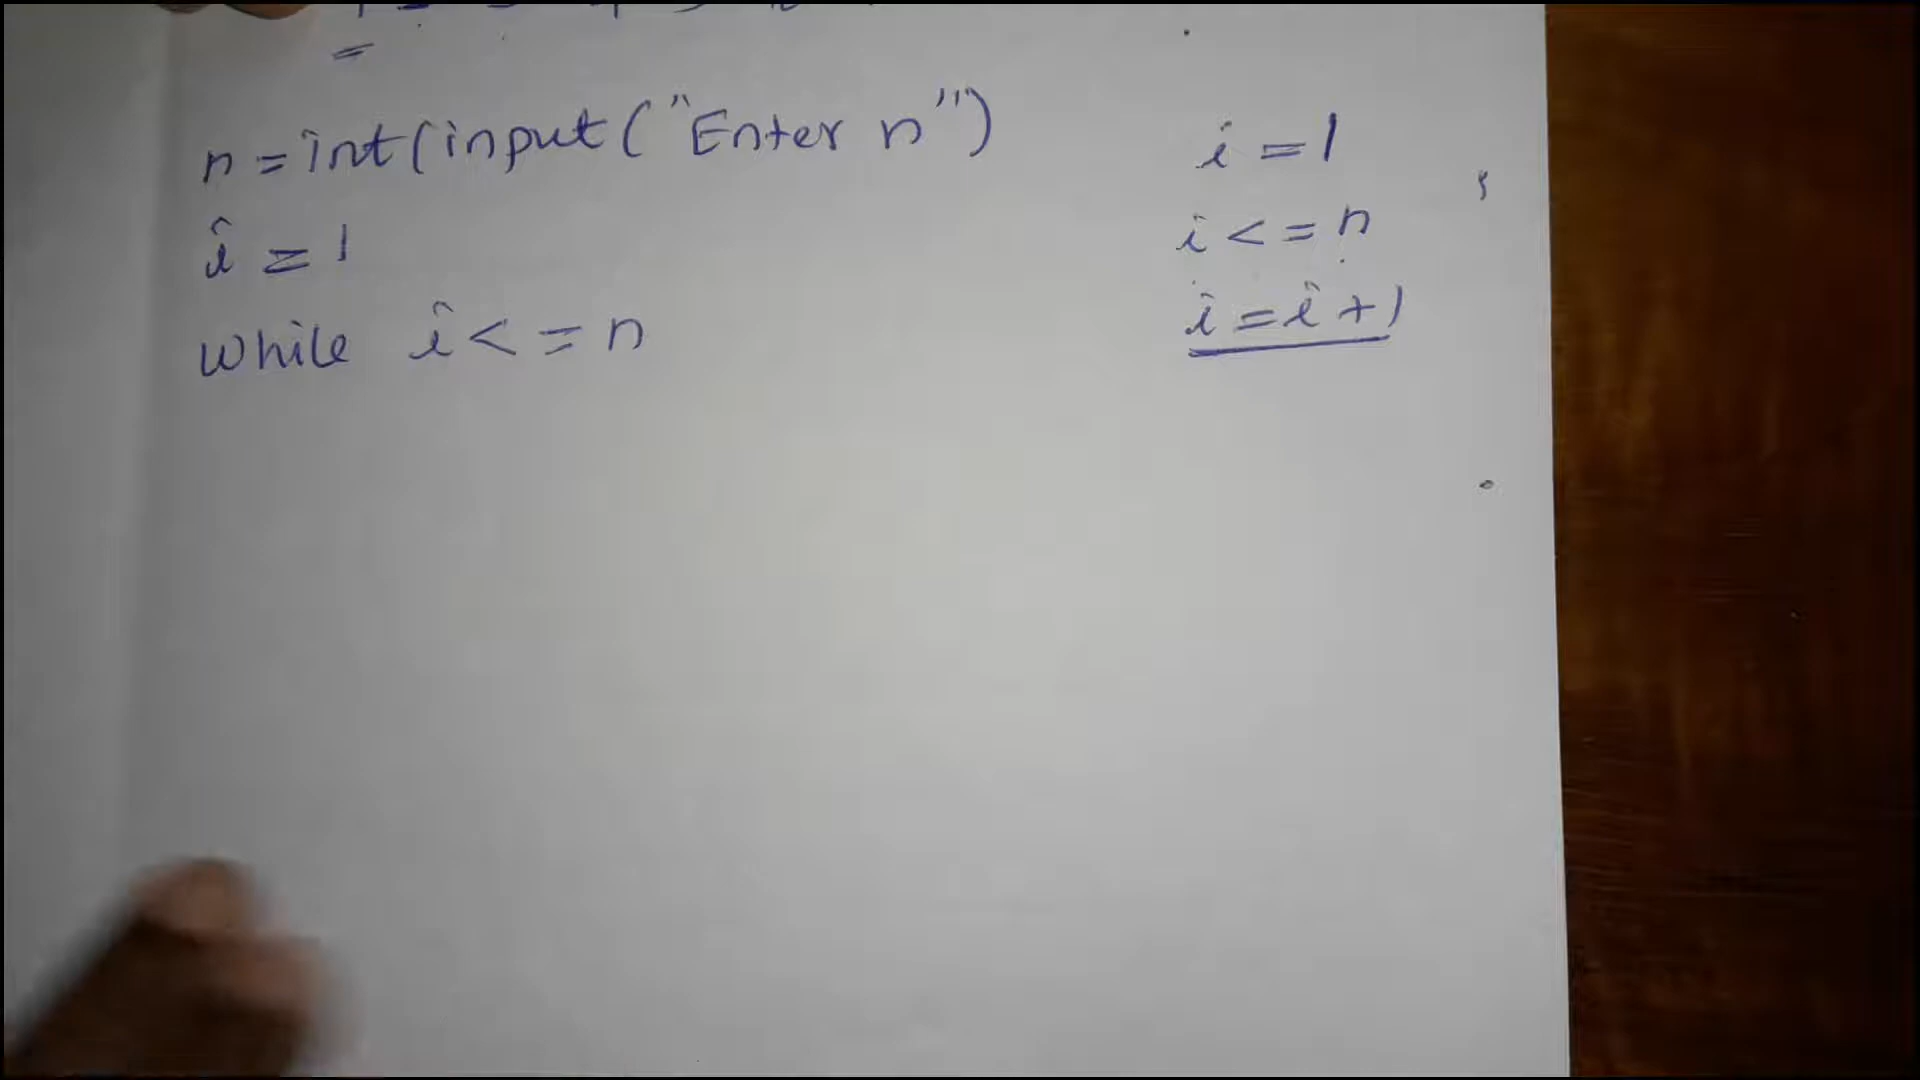 n = int(input("Enter n")
i = 1
while i <= n
i = 1
i <= n
i = i + 1